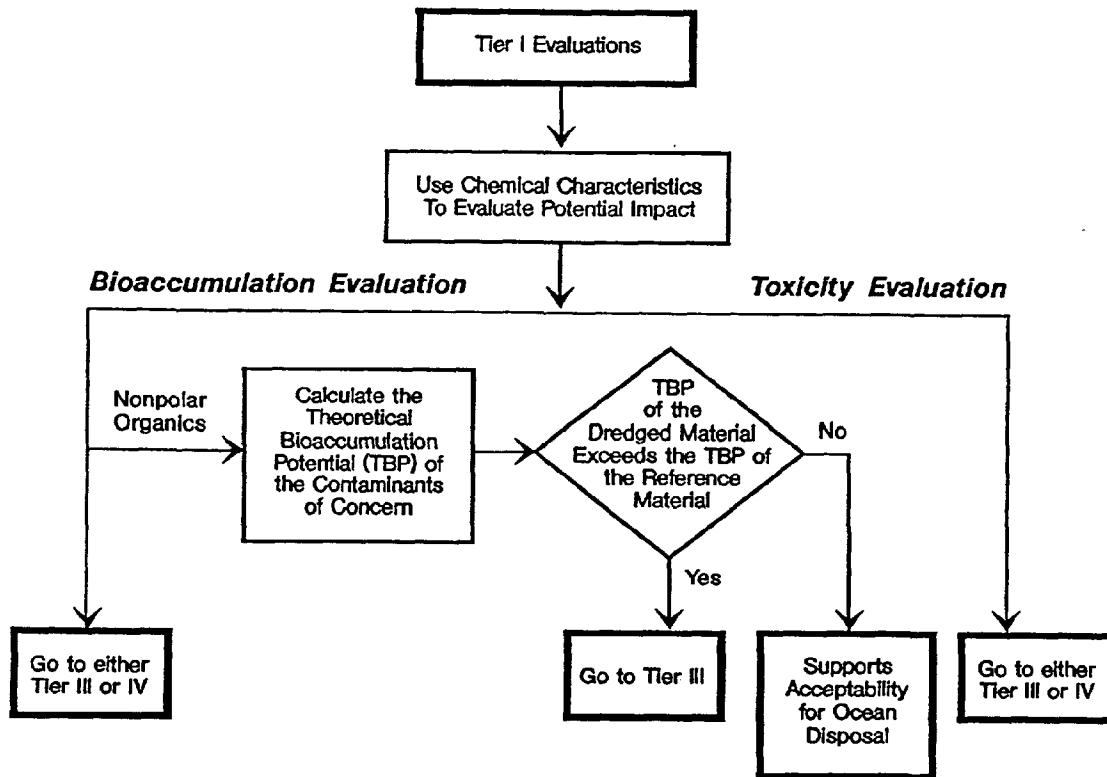 Tier I Evaluations
Use Chemical Characteristics
To Evaluate Potential Impact
Bioaccumulation Evaluation
Toxicity Evaluation
Nonpolar
Organics
Calculate the
Theoretical
Bioaccumulation
Potential (TBP) of
the Contaminants
of Concern
TBP
of the
Dredged Material
Exceeds the TBP of
the Reference
Material
No
Yes
Go to either
Tier III or IV
Go to Tier III
Supports
Acceptability
for Ocean
Disposal
Go to either
Tier III or IV